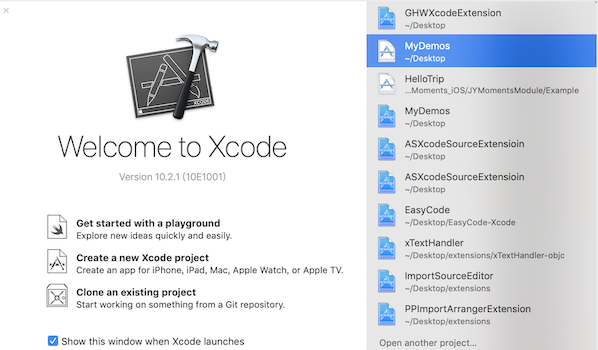 XCODE
Welcome to Xcode
Version 10.2.1 (10E1001)
Get started with a playground
Explore new ideas quickly and easily.
Create a new Xcode project
Create an app for iPhone, iPad, Mac, Apple Watch, or Apple TV.
Clone an existing project
Start working on something from a Git repository.
Show this window when Xcode launches
GHWXcodeExtension
~/Desktop
MyDemos
~/Desktop
HelloTrip
...Moments_iOS/JYMomentsModule/Example
MyDemos
~/Desktop
ASXcodeSourceExtensioin
~/Desktop
ASXcodeSourceExtensioin
~/Desktop
EasyCode
~/Desktop/EasyCode-Xcode
xTextHandler
~/Desktop/extensions/xTextHandler-objc
ImportSourceEditor
~/Desktop/extensions
PPImportArrangerExtension
~/Desktop/extensions
Open another project...